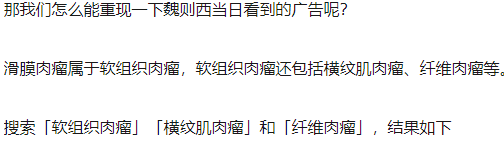 那我们怎么能重现一下魏则西当日看到的广告呢？
滑膜肉瘤属于软组织肉瘤，软组织肉瘤还包括横纹肌肉瘤、纤维肉瘤等。
搜索「软组织肉瘤」「横纹肌肉瘤」和「纤维肉瘤」，结果如下